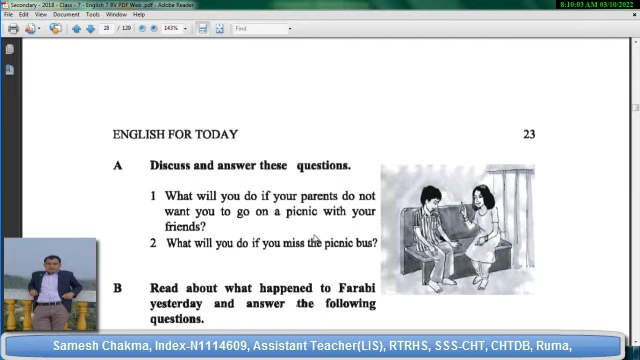 Secondary - 2018 - Class - 7 - English 7 BV PDF Web .pdf - Adobe Reader
8:10:03 AM 03/10/2022
File Edit View Document Tools Window Help
28 / 129 143% Find
ENGLISH FOR TODAY 23
A Discuss and answer these questions.
1 What will you do if your parents do not
want you to go on a picnic with your
friends?
2 What will you do if you miss the picnic bus?
B Read about what happened to Farabi
yesterday and answer the following
questions.
Samesh Chakma, Index-N1114609, Assistant Teacher(LIS), RTRHS, SSS-CHT, CHTDB, Ruma,